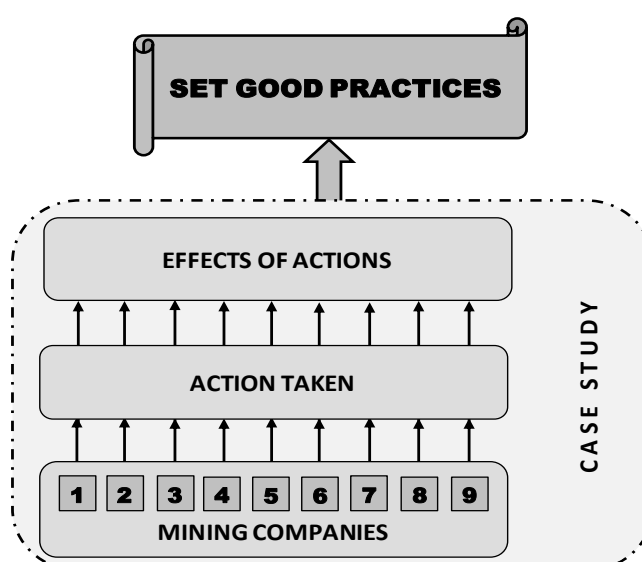 SET GOOD PRACTICES
EFFECTS OF ACTIONS
ACTION TAKEN
1 2 3 4 5 6 7 8 9
MINING COMPANIES
CASE STUDY